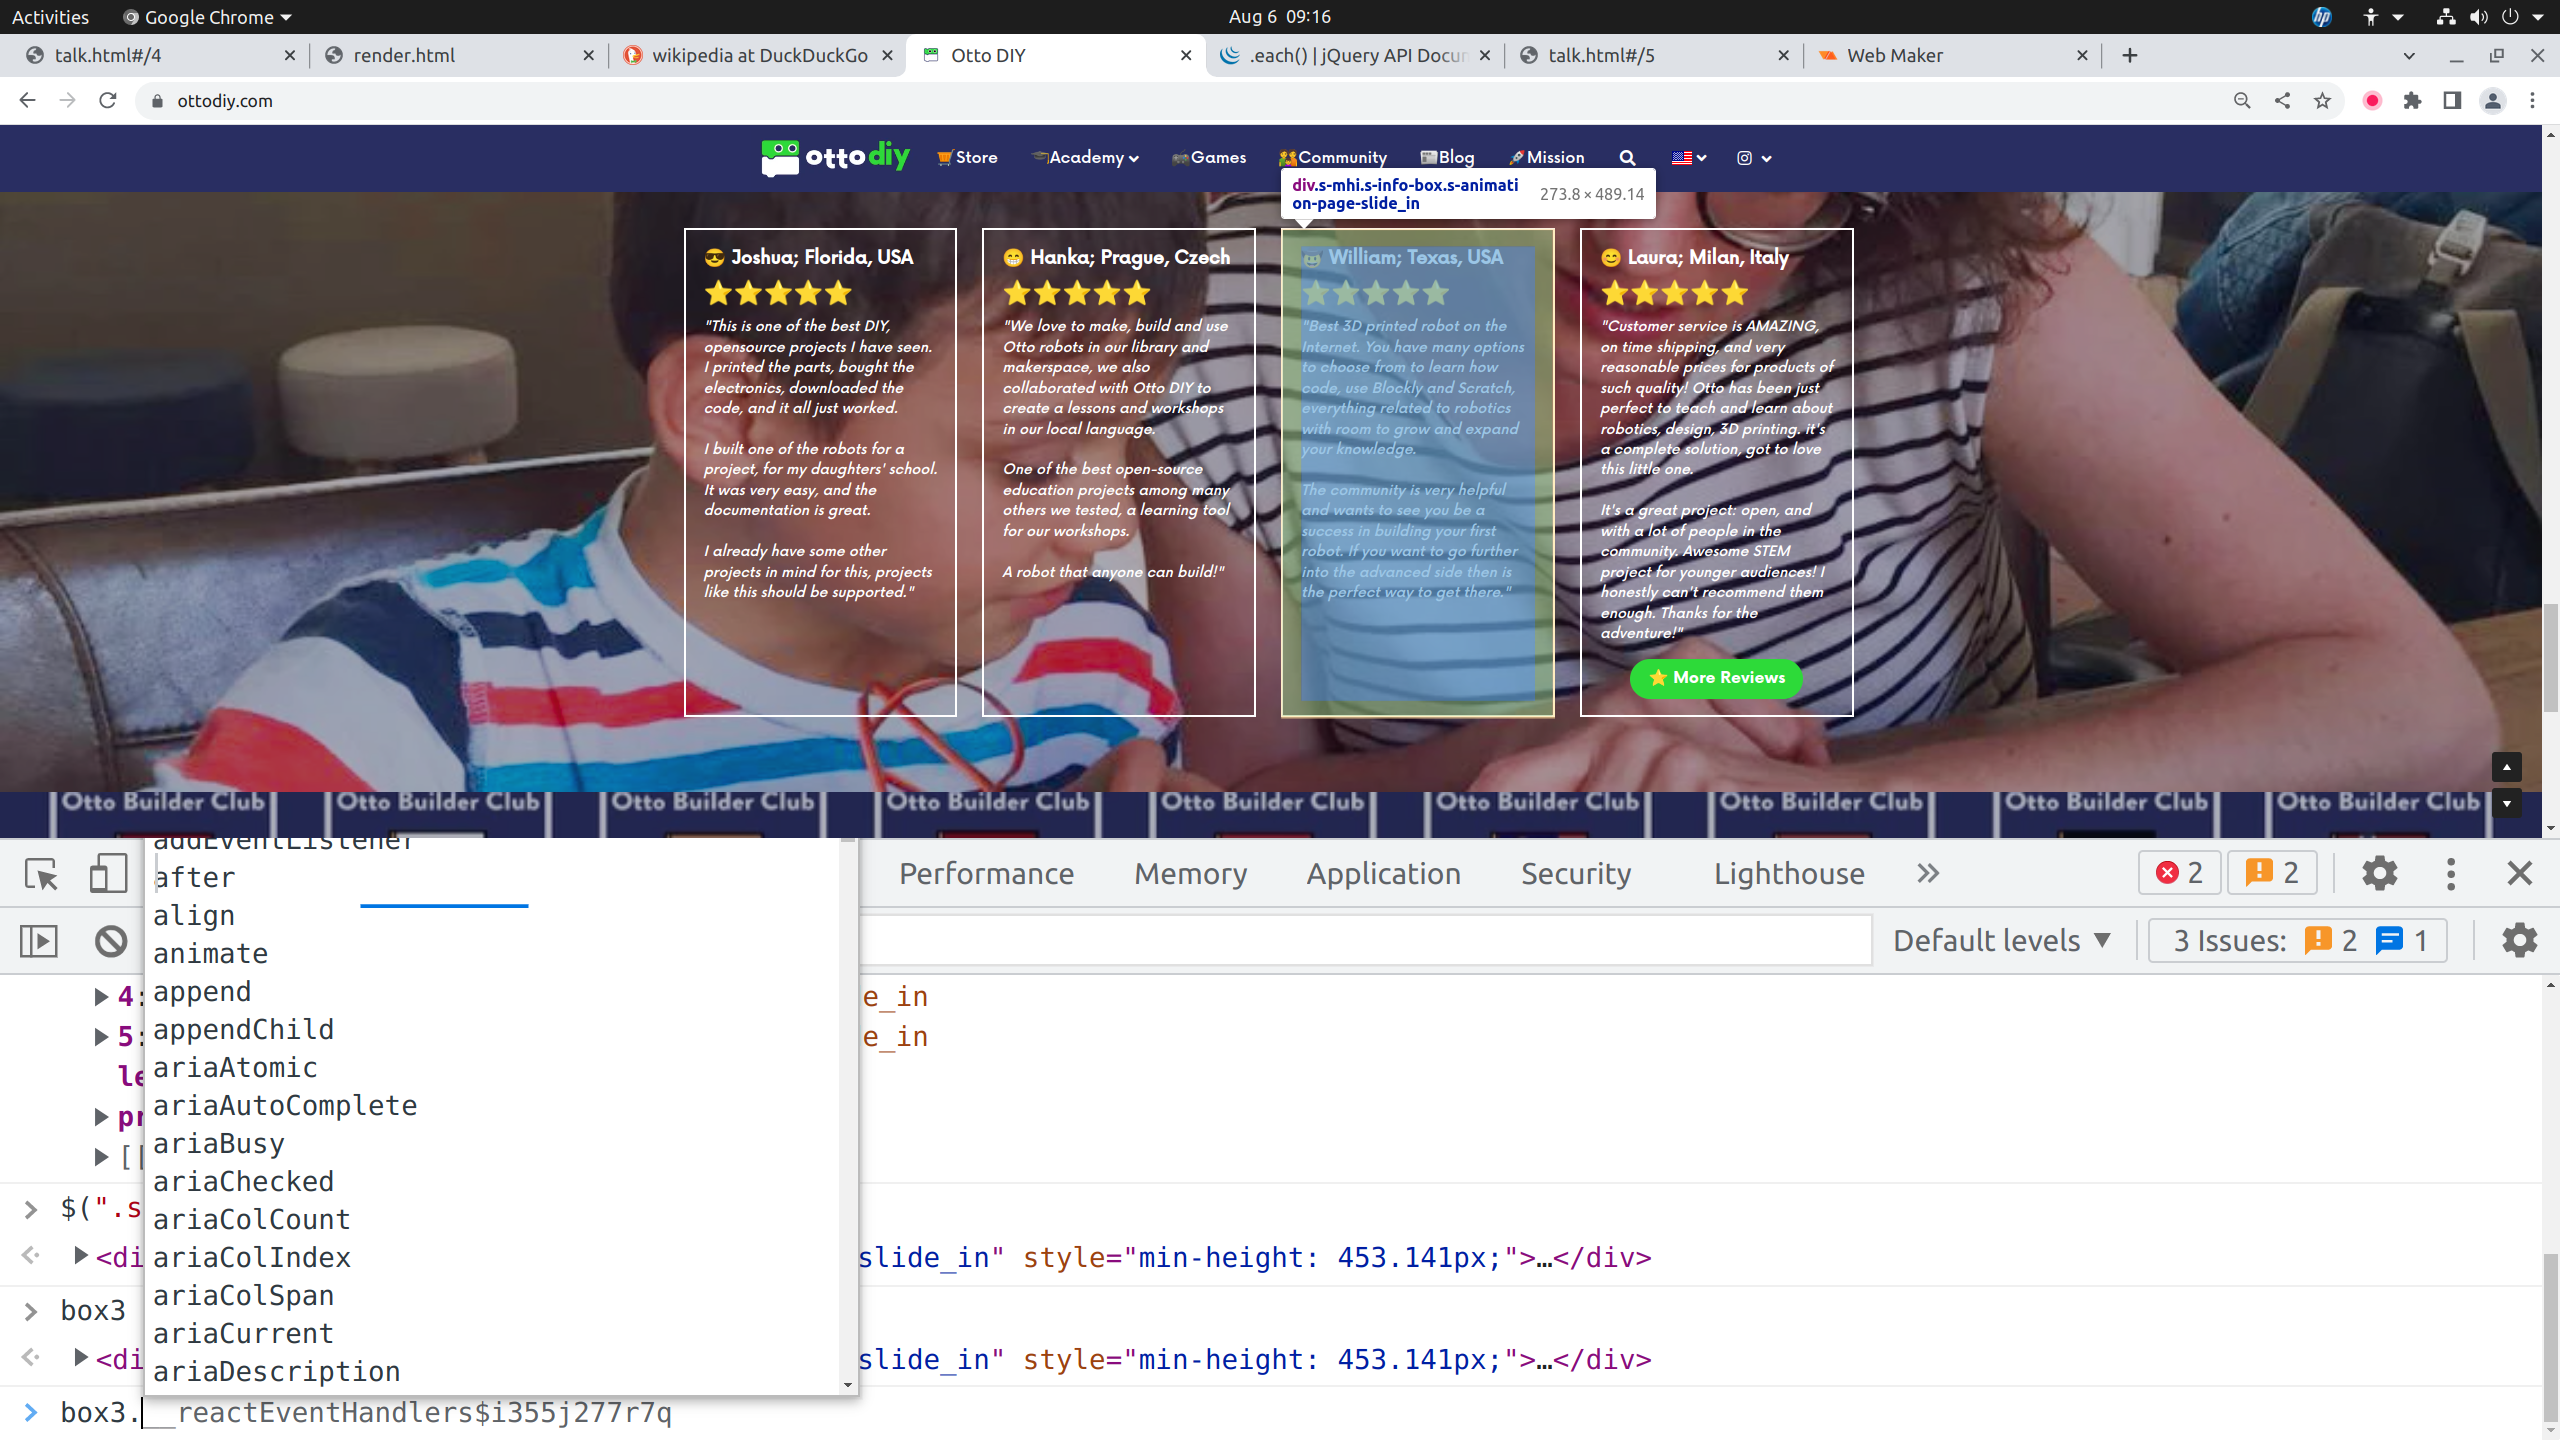 Activities
Google Chrome
Aug 6 09:16
hp
talk.html#/4
render.html
wikipedia at DuckDuckGo
Otto DIY
.each() | jQuery API Docum
talk.html#/5
Web Maker
ottodiy.com
otto diy
Store
Academy
Games
Community
Blog
Mission
div.s-mhi.s-info-box.s-animati
on-page-slide_in
273.8 × 489.14
Joshua; Florida, USA
"This is one of the best DIY,
opensource projects I have seen.
I printed the parts, bought the
electronics, downloaded the
code, and it all just worked.
I built one of the robots for a
project, for my daughters' school.
It was very easy, and the
documentation is great.
I already have some other
projects in mind for this, projects
like this should be supported."
Hanka; Prague, Czech
"We love to make, build and use
Otto robots in our library and
makerspace, we also
collaborated with Otto DIY to
create a lessons and workshops
in our local language.
One of the best open-source
education projects among many
others we tested, a learning tool
for our workshops.
A robot that anyone can build!"
William; Texas, USA
"Best 3D printed robot on the
Internet. You have many options
to choose from to learn how
code, use Blockly and Scratch,
everything related to robotics
with room to grow and expand
your knowledge.
The community is very helpful
and wants to see you be a
success in building your first
robot. If you want to go further
into the advanced side then is
the perfect way to get there."
Laura; Milan, Italy
"Customer service is AMAZING,
on time shipping, and very
reasonable prices for products of
such quality! Otto has been just
perfect to teach and learn about
robotics, design, 3D printing. it's
a complete solution, got to love
this little one.
It's a great project: open, and
with a lot of people in the
community. Awesome STEM
project for younger audiences! I
honestly can't recommend them
enough. Thanks for the
adventure!"
More Reviews
Otto Builder Club
Otto Builder Club
Otto Builder Club
Otto Builder Club
Otto Builder Club
Otto Builder Club
Otto Builder Club
Otto Builder Club
Otto Builder Club
Performance
Memory
Application
Security
Lighthouse
2
2
Default levels
3 Issues: 2 1
addEventListener
after
align
animate
append
appendChild
ariaAtomic
ariaAutoComplete
ariaBusy
ariaChecked
ariaColCount
ariaColIndex
ariaColSpan
ariaCurrent
ariaDescription
4: e_in
5: e_in
le
pr
[[
$(".s
<di slide_in" style="min-height: 453.141px;">…</div>
box3
<di slide_in" style="min-height: 453.141px;">…</div>
box3.__reactEventHandlers$i355j277r7q